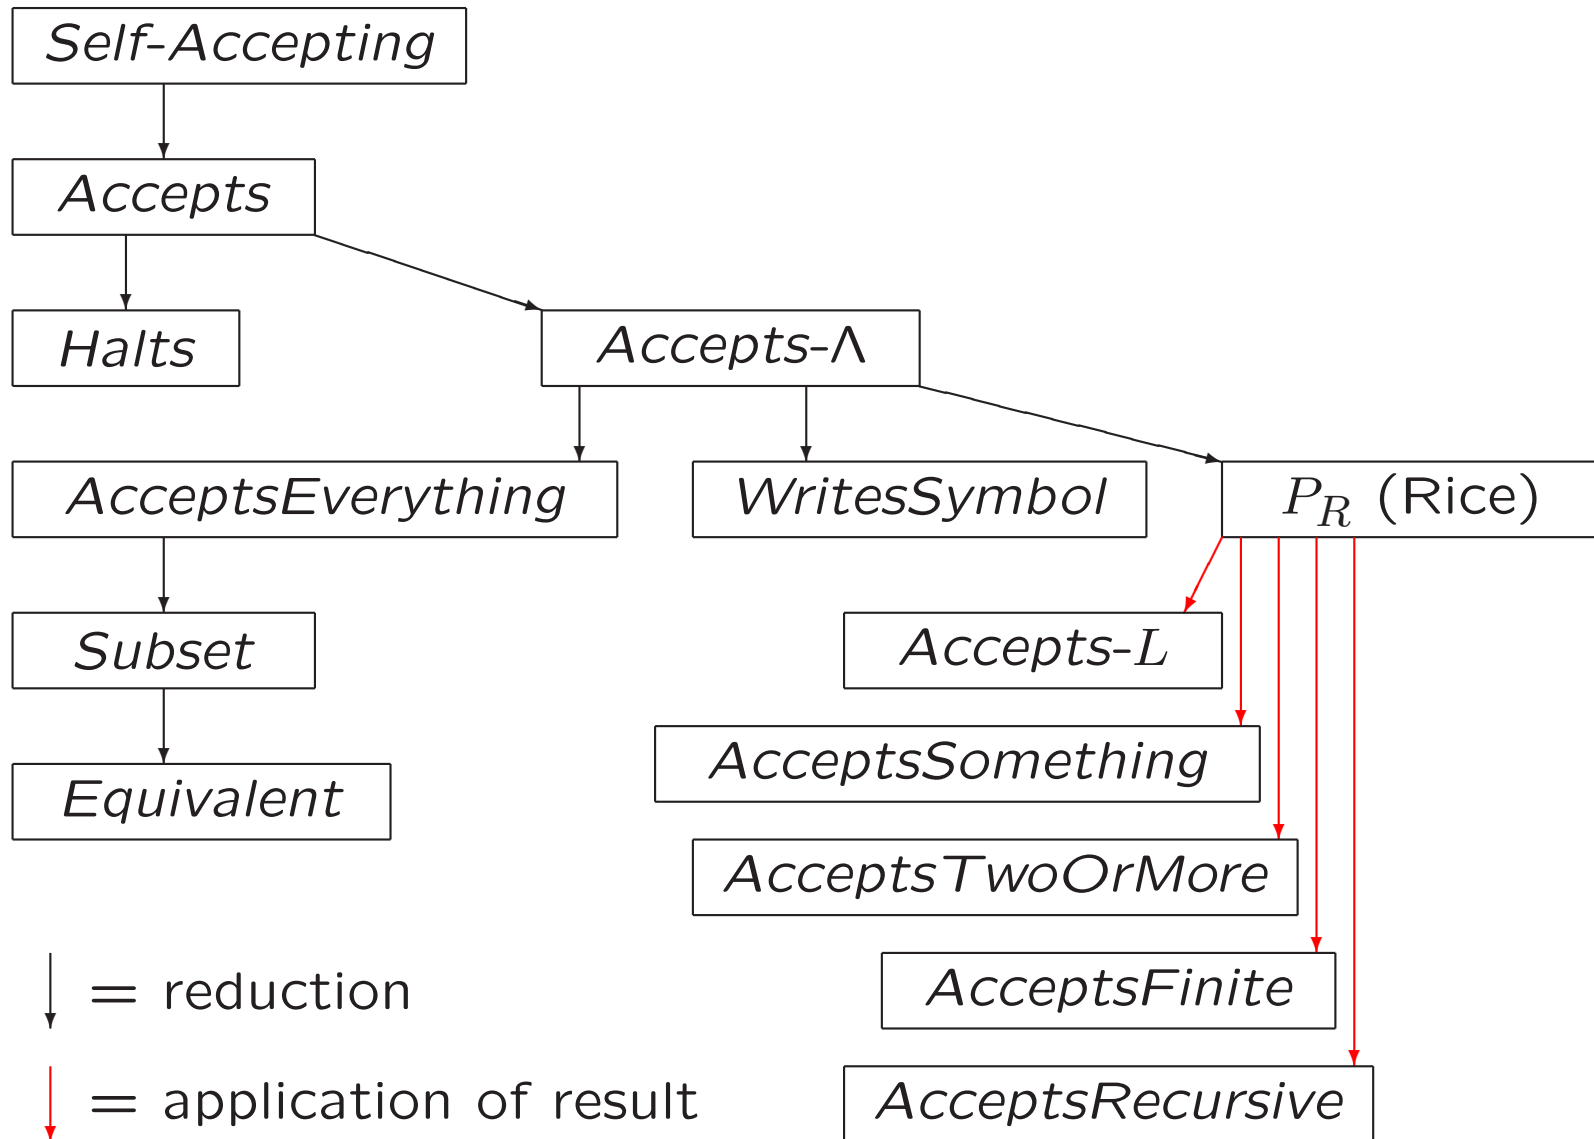 Self-Accepting
Accepts
Halts
Accepts-Λ
AcceptsEverything
WritesSymbol
P_R (Rice)
Subset
Accepts-L
AcceptsSomething
Equivalent
AcceptsTwoOrMore
AcceptsFinite
= reduction
AcceptsRecursive
= application of result